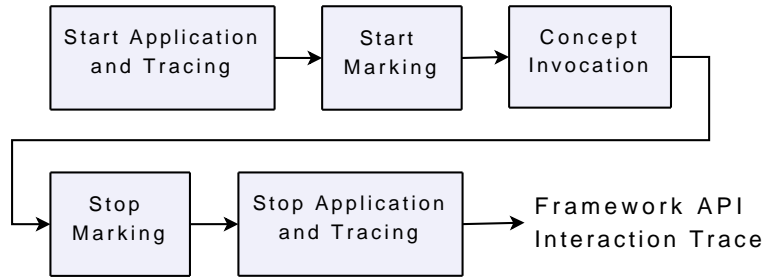 Start Application
and Tracing
Start
Marking
Concept
Invocation
Stop
Marking
Stop Application
and Tracing
Framework API
Interaction Trace